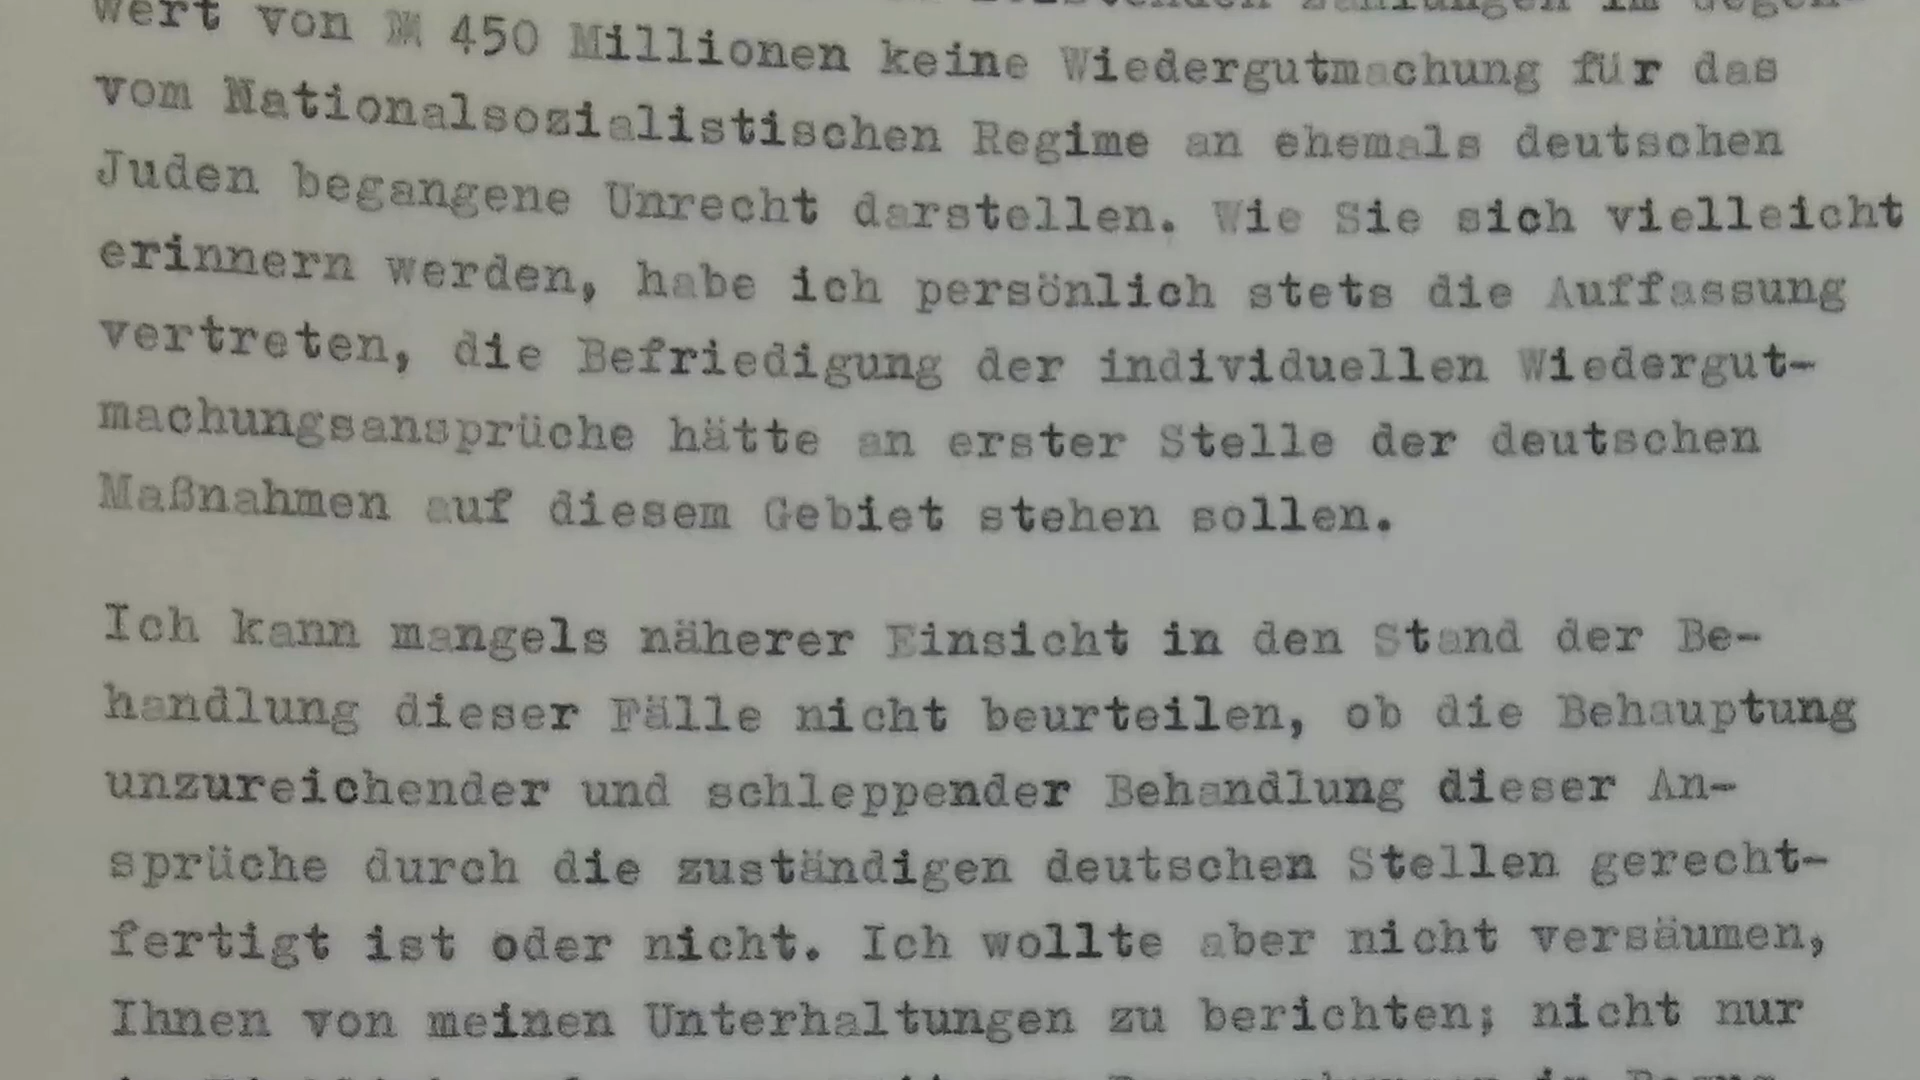 Zahlungen im Gegen-
wert von DM 450 Millionen keine Wiedergutmachung für das
vom Nationalsozialistischen Regime an ehemals deutschen
Juden begangene Unrecht darstellen. Wie Sie sich vielleicht
erinnern werden, habe ich persönlich stets die Auffassung
vertreten, die Befriedigung der individuellen Wiedergut-
machungsansprüche hätte an erster Stelle der deutschen
Maßnahmen auf diesem Gebiet stehen sollen.
Ich kann mangels näherer Einsicht in den Stand der Be-
handlung dieser Fälle nicht beurteilen, ob die Behauptung
unzureichender und schleppender Behandlung dieser An-
sprüche durch die zuständigen deutschen Stellen gerecht-
fertigt ist oder nicht. Ich wollte aber nicht versäumen,
Ihnen von meinen Unterhaltungen zu berichten; nicht nur